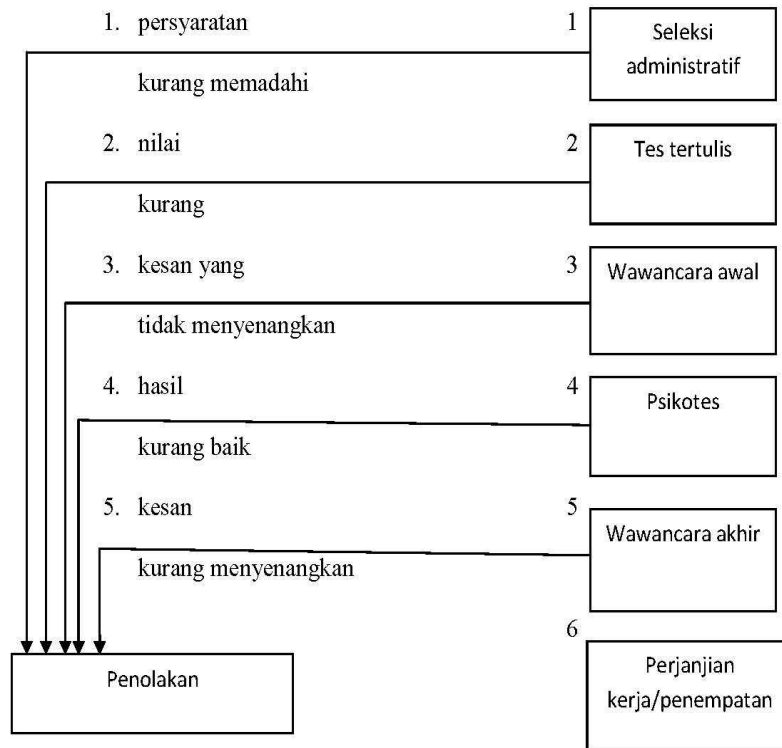 1. persyaratan
kurang memadahi
1
Seleksi
administratif
2. nilai
kurang
2
Tes tertulis
3. kesan yang
tidak menyenangkan
3
Wawancara awal
4. hasil
kurang baik
4
Psikotes
5. kesan
kurang menyenangkan
5
Wawancara akhir
6
Perjanjian
kerja/penempatan
Penolakan